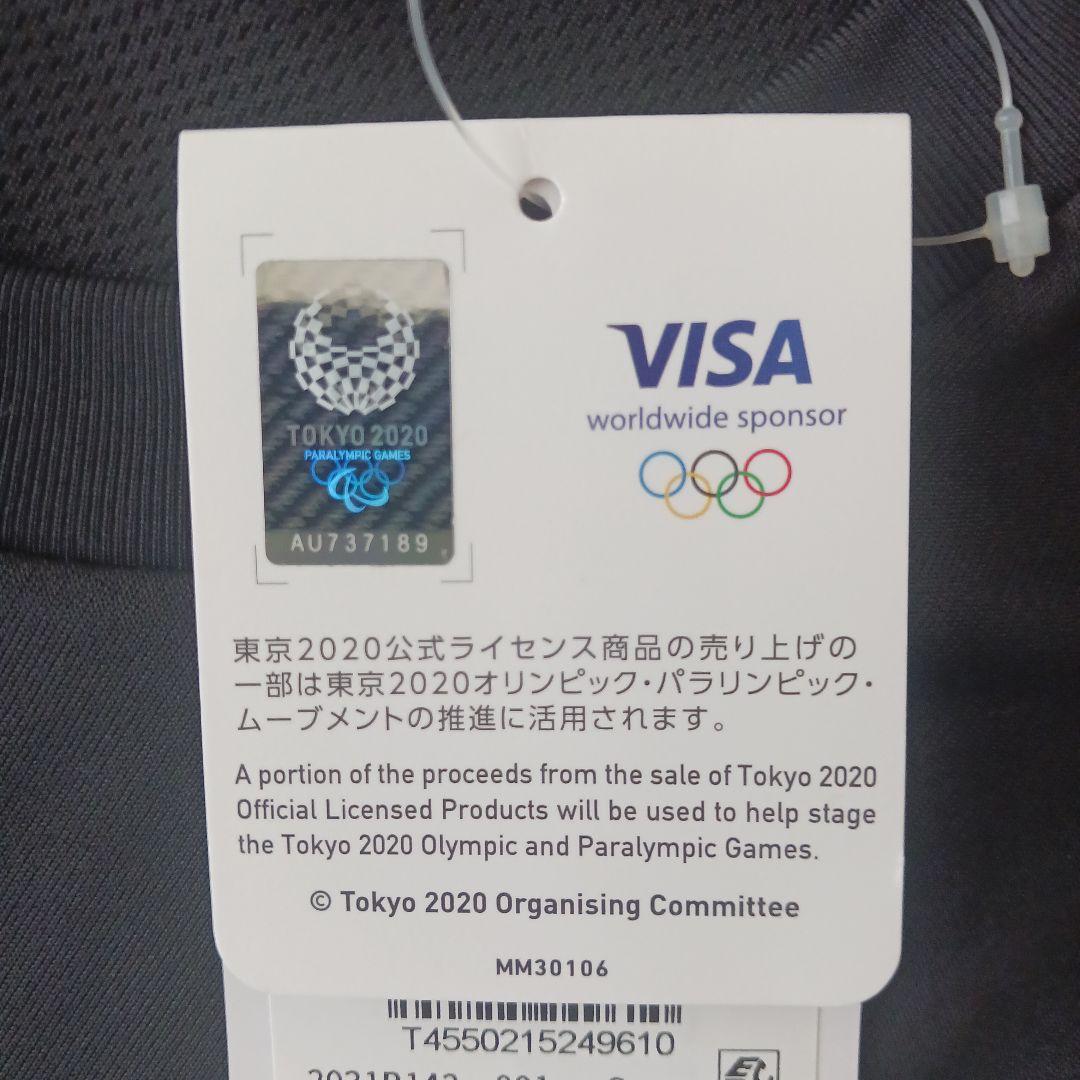 TOKYO 2020
PARALYMPIC GAMES
AU737189
VISA
worldwide sponsor
東京2020公式ライセンス商品の売り上げの
一部は東京2020オリンピック・パラリンピック・
ムーブメントの推進に活用されます。
A portion of the proceeds from the sale of Tokyo 2020
Official Licensed Products will be used to help stage
the Tokyo 2020 Olympic and Paralympic Games.
© Tokyo 2020 Organising Committee
MM30106
T4550215249610